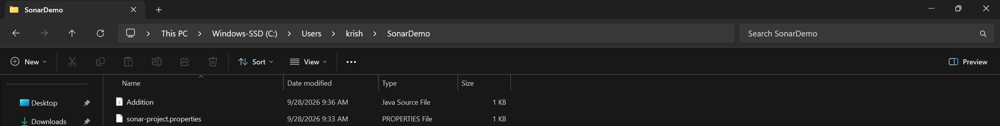 SonarDemo
This PC > Windows-SSD (C:) > Users > krish > SonarDemo
Search SonarDemo
New
Sort
View
Preview
Name Date modified Type Size
Desktop
Addition 9/28/2026 9:36 AM Java Source File 1 KB
Downloads
sonar-project.properties 9/28/2026 9:33 AM PROPERTIES File 1 KB